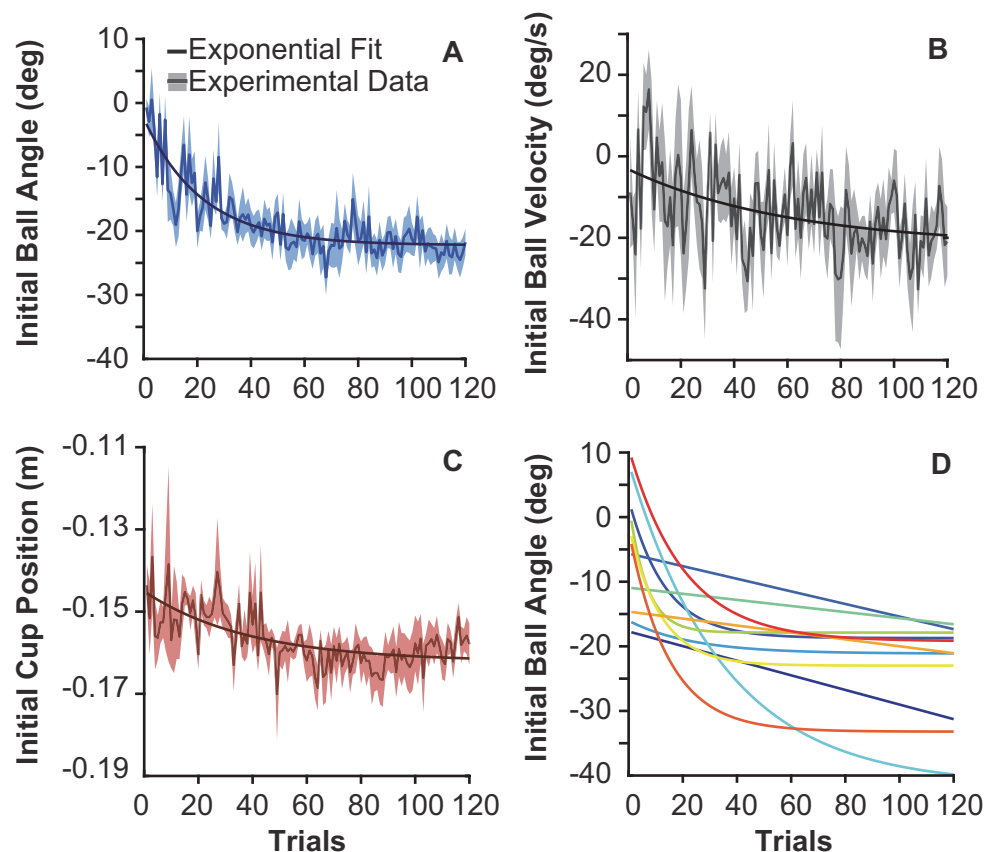 A
Exponential Fit
Experimental Data
Initial Ball Angle (deg)
10
0
-10
-20
-30
-40
0 20 40 60 80 100 120
B
Initial Ball Velocity (deg/s)
20
0
-20
-40
0 20 40 60 80 100 120
C
Initial Cup Position (m)
-0.11
-0.13
-0.15
-0.17
-0.19
0 20 40 60 80 100 120
Trials
D
Initial Ball Angle (deg)
10
0
-10
-20
-30
-40
0 20 40 60 80 100 120
Trials